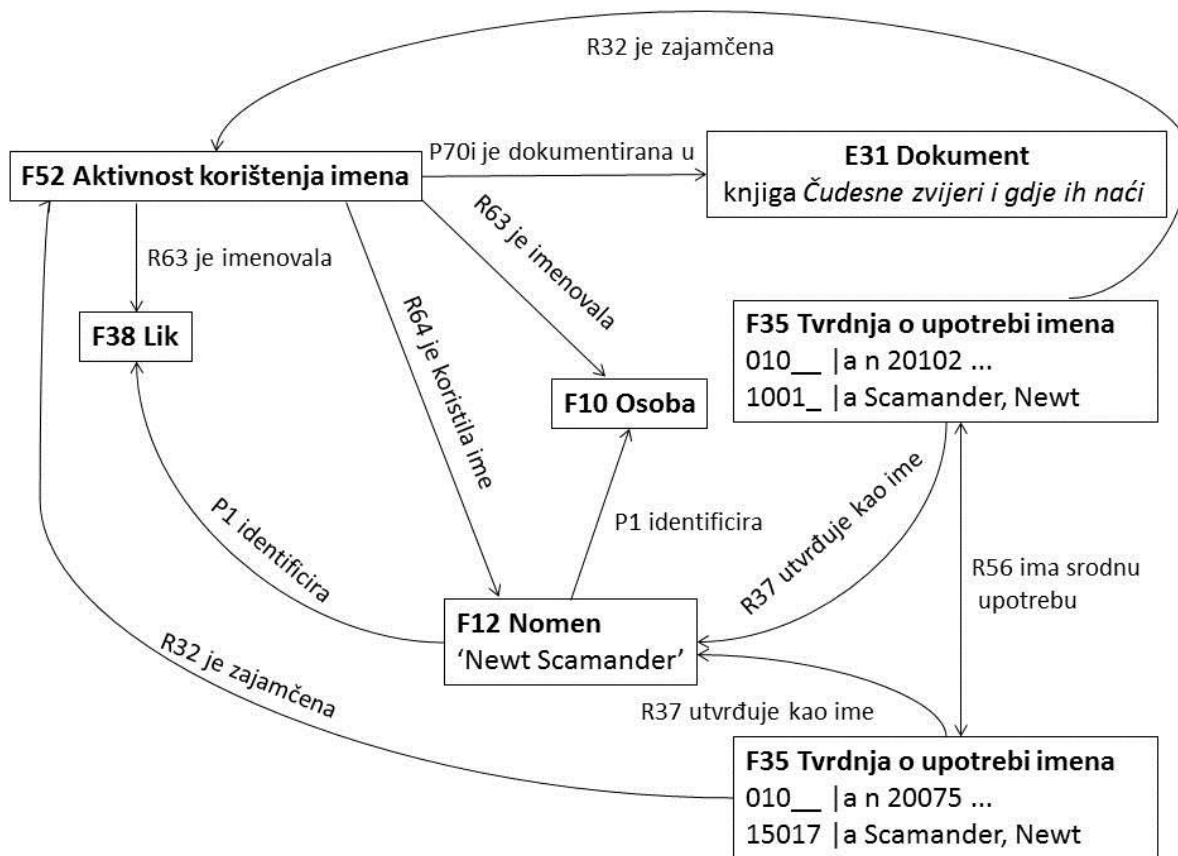 R32 je zajamčena
P70i je dokumentirana u
F52 Aktivnost korištenja imena
E31 Dokument
knjiga Čudesne zvijeri i gdje ih naći
R63 je imenovala
R63 je imenovala
R64 je koristila ime
F38 Lik
F10 Osoba
F35 Tvrdnja o upotrebi imena
010__ |a n 20102 ...
1001_ |a Scamander, Newt
P1 identificira
P1 identificira
R37 utvrđuje kao ime
R56 ima srodnu
upotrebu
F12 Nomen
‘Newt Scamander’
R32 je zajamčena
R37 utvrđuje kao ime
F35 Tvrdnja o upotrebi imena
010__ |a n 20075 ...
15017 |a Scamander, Newt